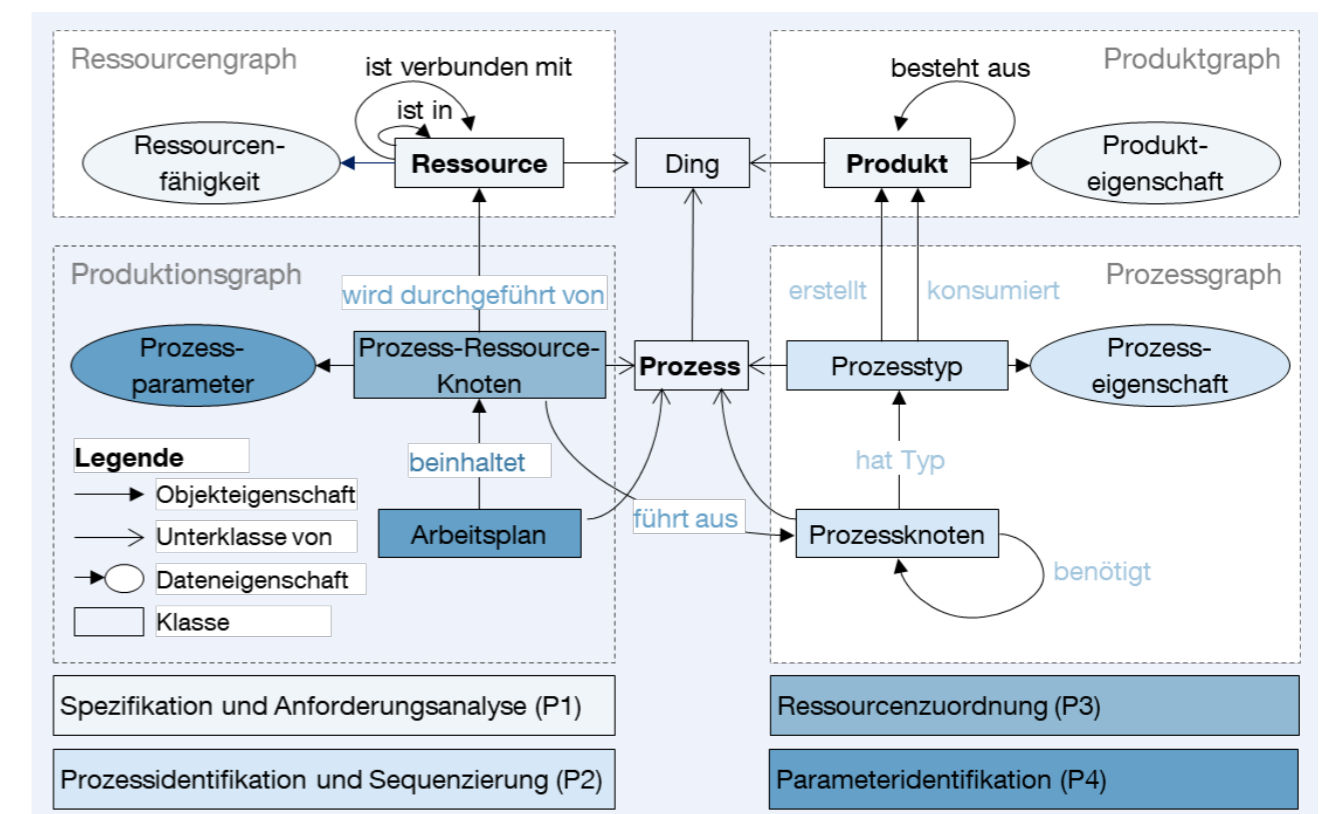 Ressourcengraph
ist verbunden mit
ist in
Ressourcen-
fähigkeit
Ressource
Ding
Produktgraph
besteht aus
Produkt
Produkt-
eigenschaft
Produktionsgraph
wird durchgeführt von
Prozess-
parameter
Prozess-Ressource-
Knoten
Prozess
Prozessgraph
erstellt
konsumiert
Prozesstyp
Prozess-
eigenschaft
beinhaltet
Arbeitsplan
führt aus
hat Typ
Prozessknoten
benötigt
Legende
Objekteigenschaft
Unterklasse von
Dateneigenschaft
Klasse
Spezifikation und Anforderungsanalyse (P1)
Prozessidentifikation und Sequenzierung (P2)
Ressourcenzuordnung (P3)
Parameteridentifikation (P4)